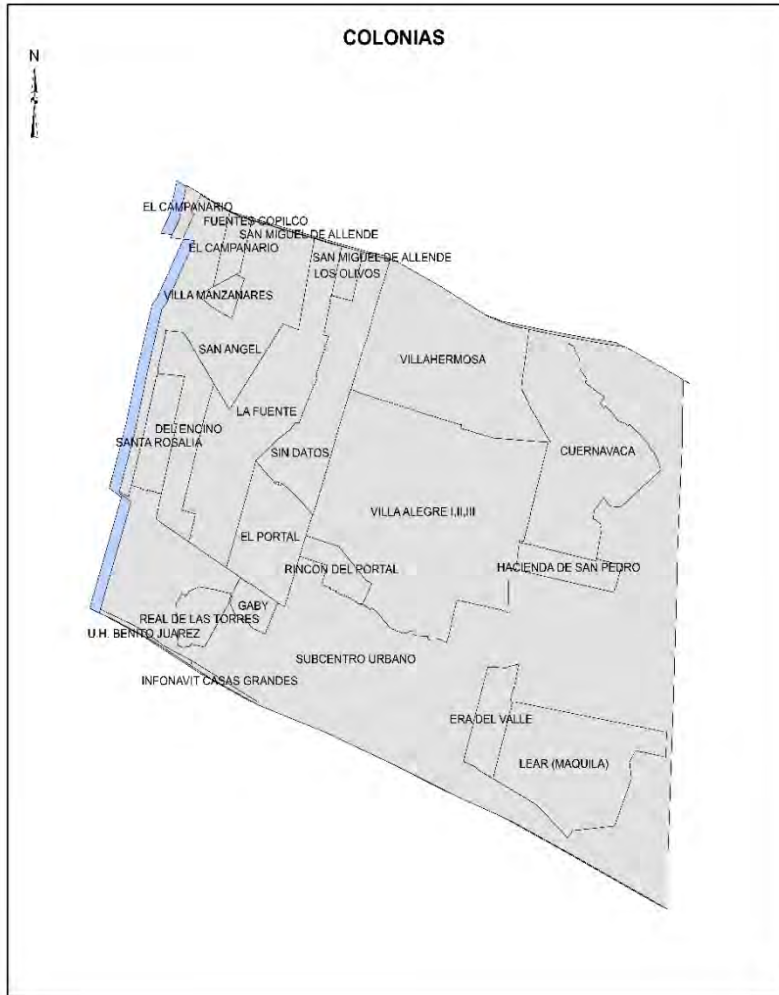 COLONIAS
N
EL CAMPANARIO
FUENTES COPILCO
SAN MIGUEL DE ALLENDE
EL CAMPAÑARIO
SAN MIGUEL DE ALLENDE
LOS OLIVOS
VILLA MANZANARES
SAN ANGEL
VILLAHERMOSA
LA FUENTE
DEL ENCINO
SANTA ROSALIA
SIN DATOS
CUERNAVACA
VILLA ALEGRE I,II,III
EL PORTAL
RINCON DEL PORTAL
HACIENDA DE SAN PEDRO
GABY
REAL DE LAS TORRES
U.H. BENITO JUAREZ
SUBCENTRO URBANO
INFONAVIT CASAS GRANDES
ERA DEL VALLE
LEAR (MAQUILA)